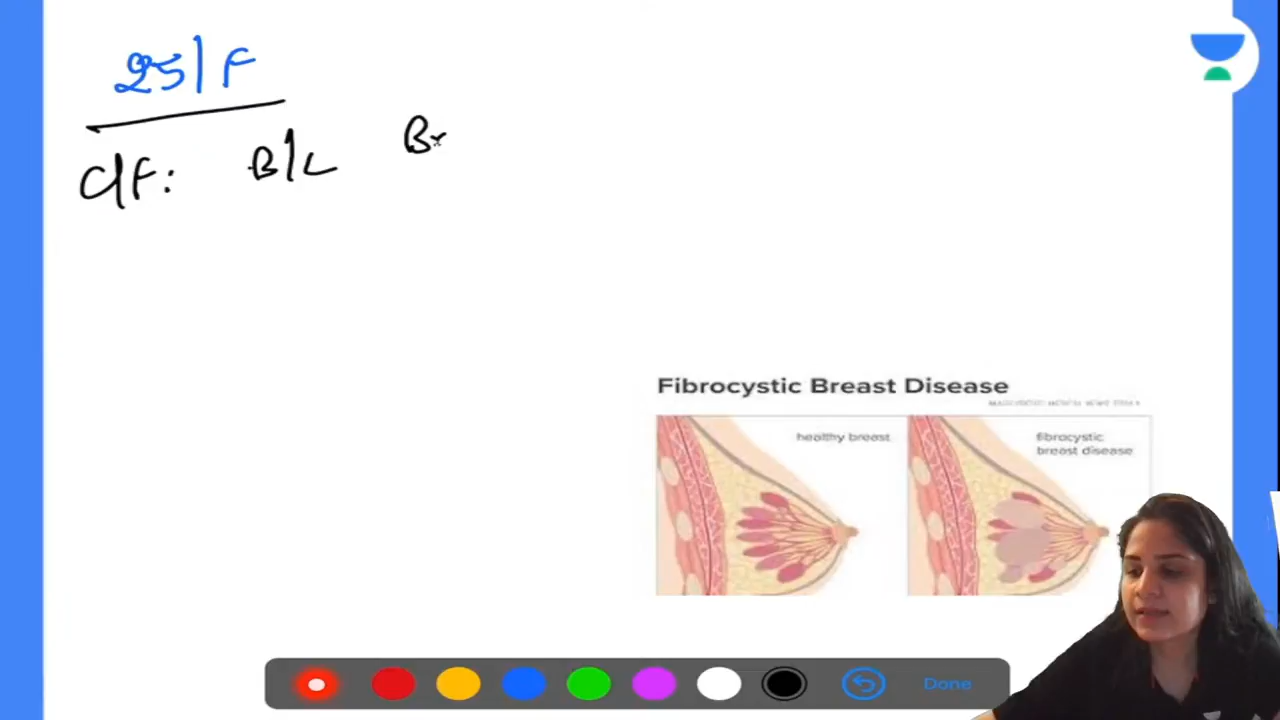 25/F
C/F: B/L Br
Fibrocystic Breast Disease
healthy breast
fibrocystic
breast disease
Done